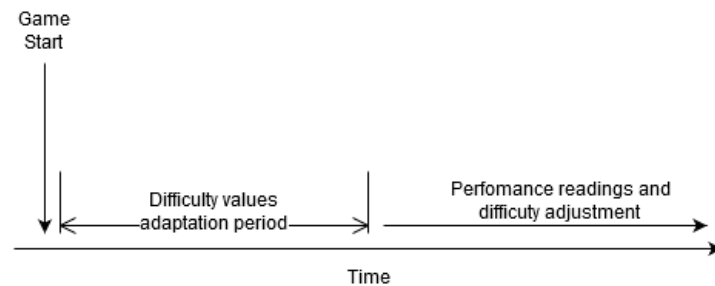 Game
Start
Difficulty values
adaptation period
Perfomance readings and
difficuty adjustment
Time